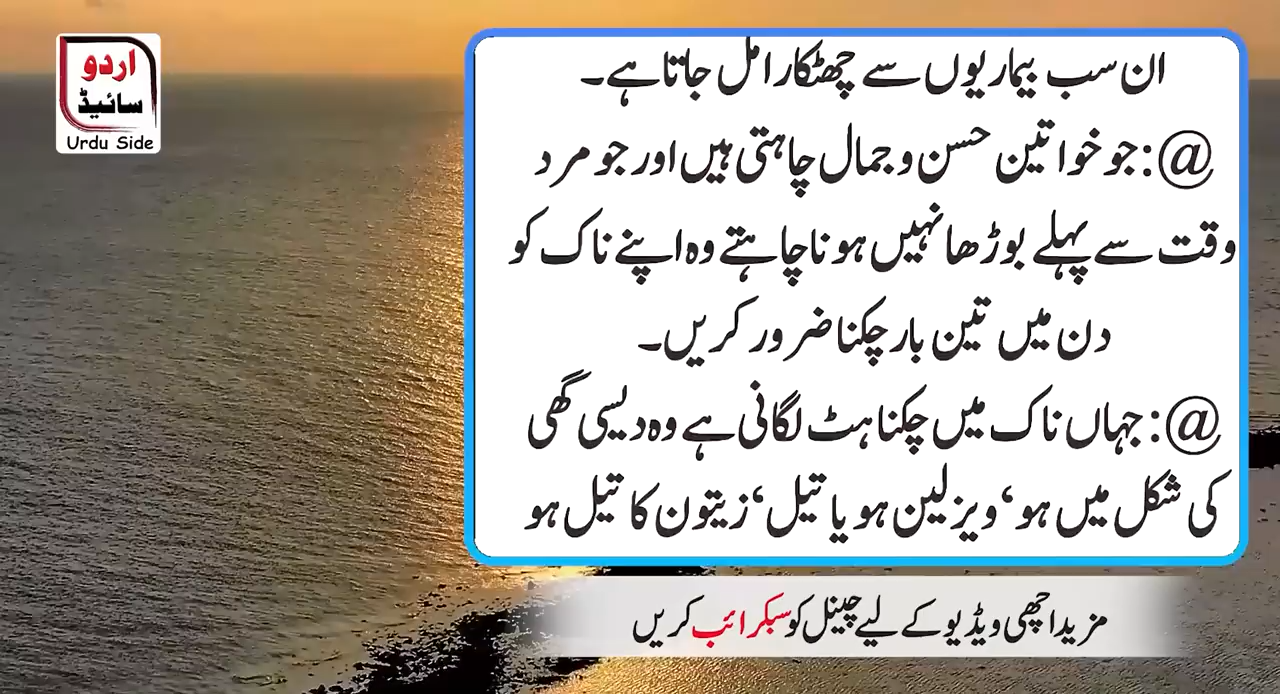 اردو
سائیڈ
Urdu Side
ان سب بیماریوں سے چھٹکارا مل جاتا ہے۔
@: جو خواتین حسن و جمال چاہتی ہیں اور جو مرد
وقت سے پہلے بوڑھا نہیں ہونا چاہتے وہ اپنے ناک کو
دن میں تین بار چکنا ضرور کریں۔
@: جہاں ناک میں چکناہٹ لگانی ہے وہ دیسی گھی
کی شکل میں ہو‘ ویزلین ہو یا تیل‘ زیتون کا تیل ہو
مزید اچھی ویڈیو کے لیے چینل کو سبکرائب کریں